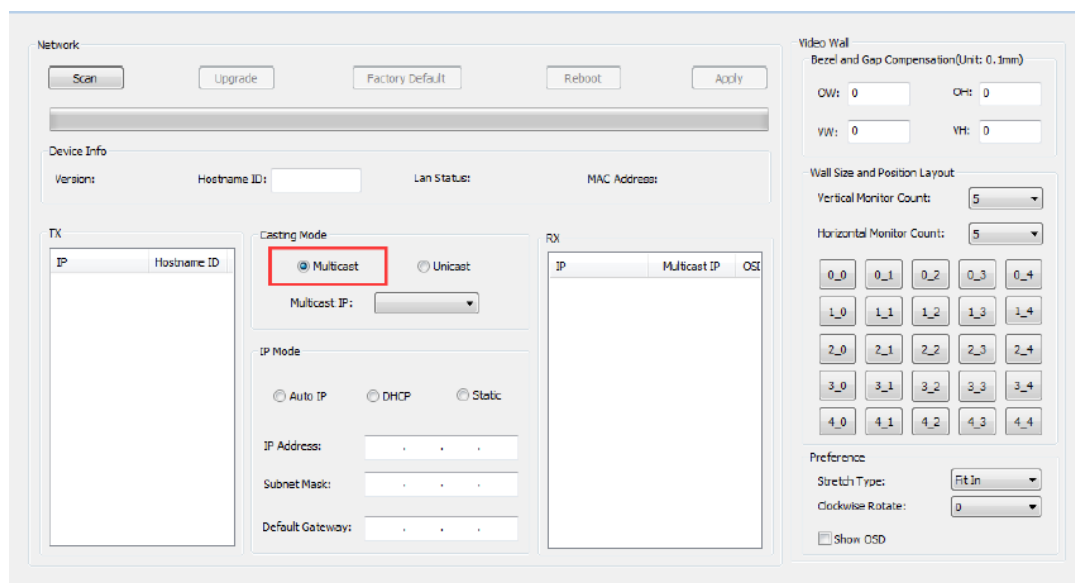 Network
Scan Upgrade Factory Default Reboot Apply
Device Info
Version: Hostname ID: Lan Status: MAC Address:
TX
IP Hostname ID
Casting Mode
Multicast Unicast
Multicast IP:
IP Mode
Auto IP DHCP Static
IP Address: . . .
Subnet Mask: . . .
Default Gateway: . . .
RX
IP Multicast IP OSI
Video Wall
Bezel and Gap Compensation(Unit: 0.1mm)
OW: 0 OH: 0
VW: 0 VH: 0
Wall Size and Position Layout
Vertical Monitor Count: 5
Horizontal Monitor Count: 5
0_0 0_1 0_2 0_3 0_4
1_0 1_1 1_2 1_3 1_4
2_0 2_1 2_2 2_3 2_4
3_0 3_1 3_2 3_3 3_4
4_0 4_1 4_2 4_3 4_4
Preference
Stretch Type: Fit In
Clockwise Rotate: 0
Show OSD